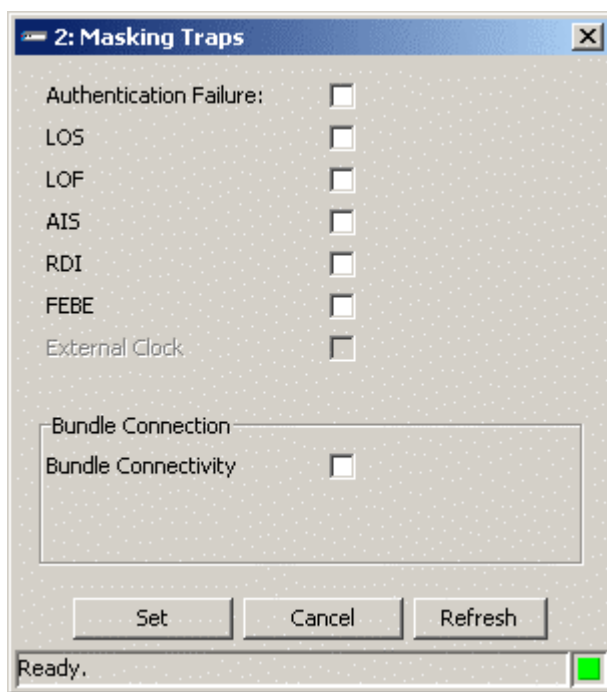 2: Masking Traps
Authentication Failure:
LOS
LOF
AIS
RDI
FEBE
External Clock
Bundle Connection
Bundle Connectivity
Set Cancel Refresh
Ready.